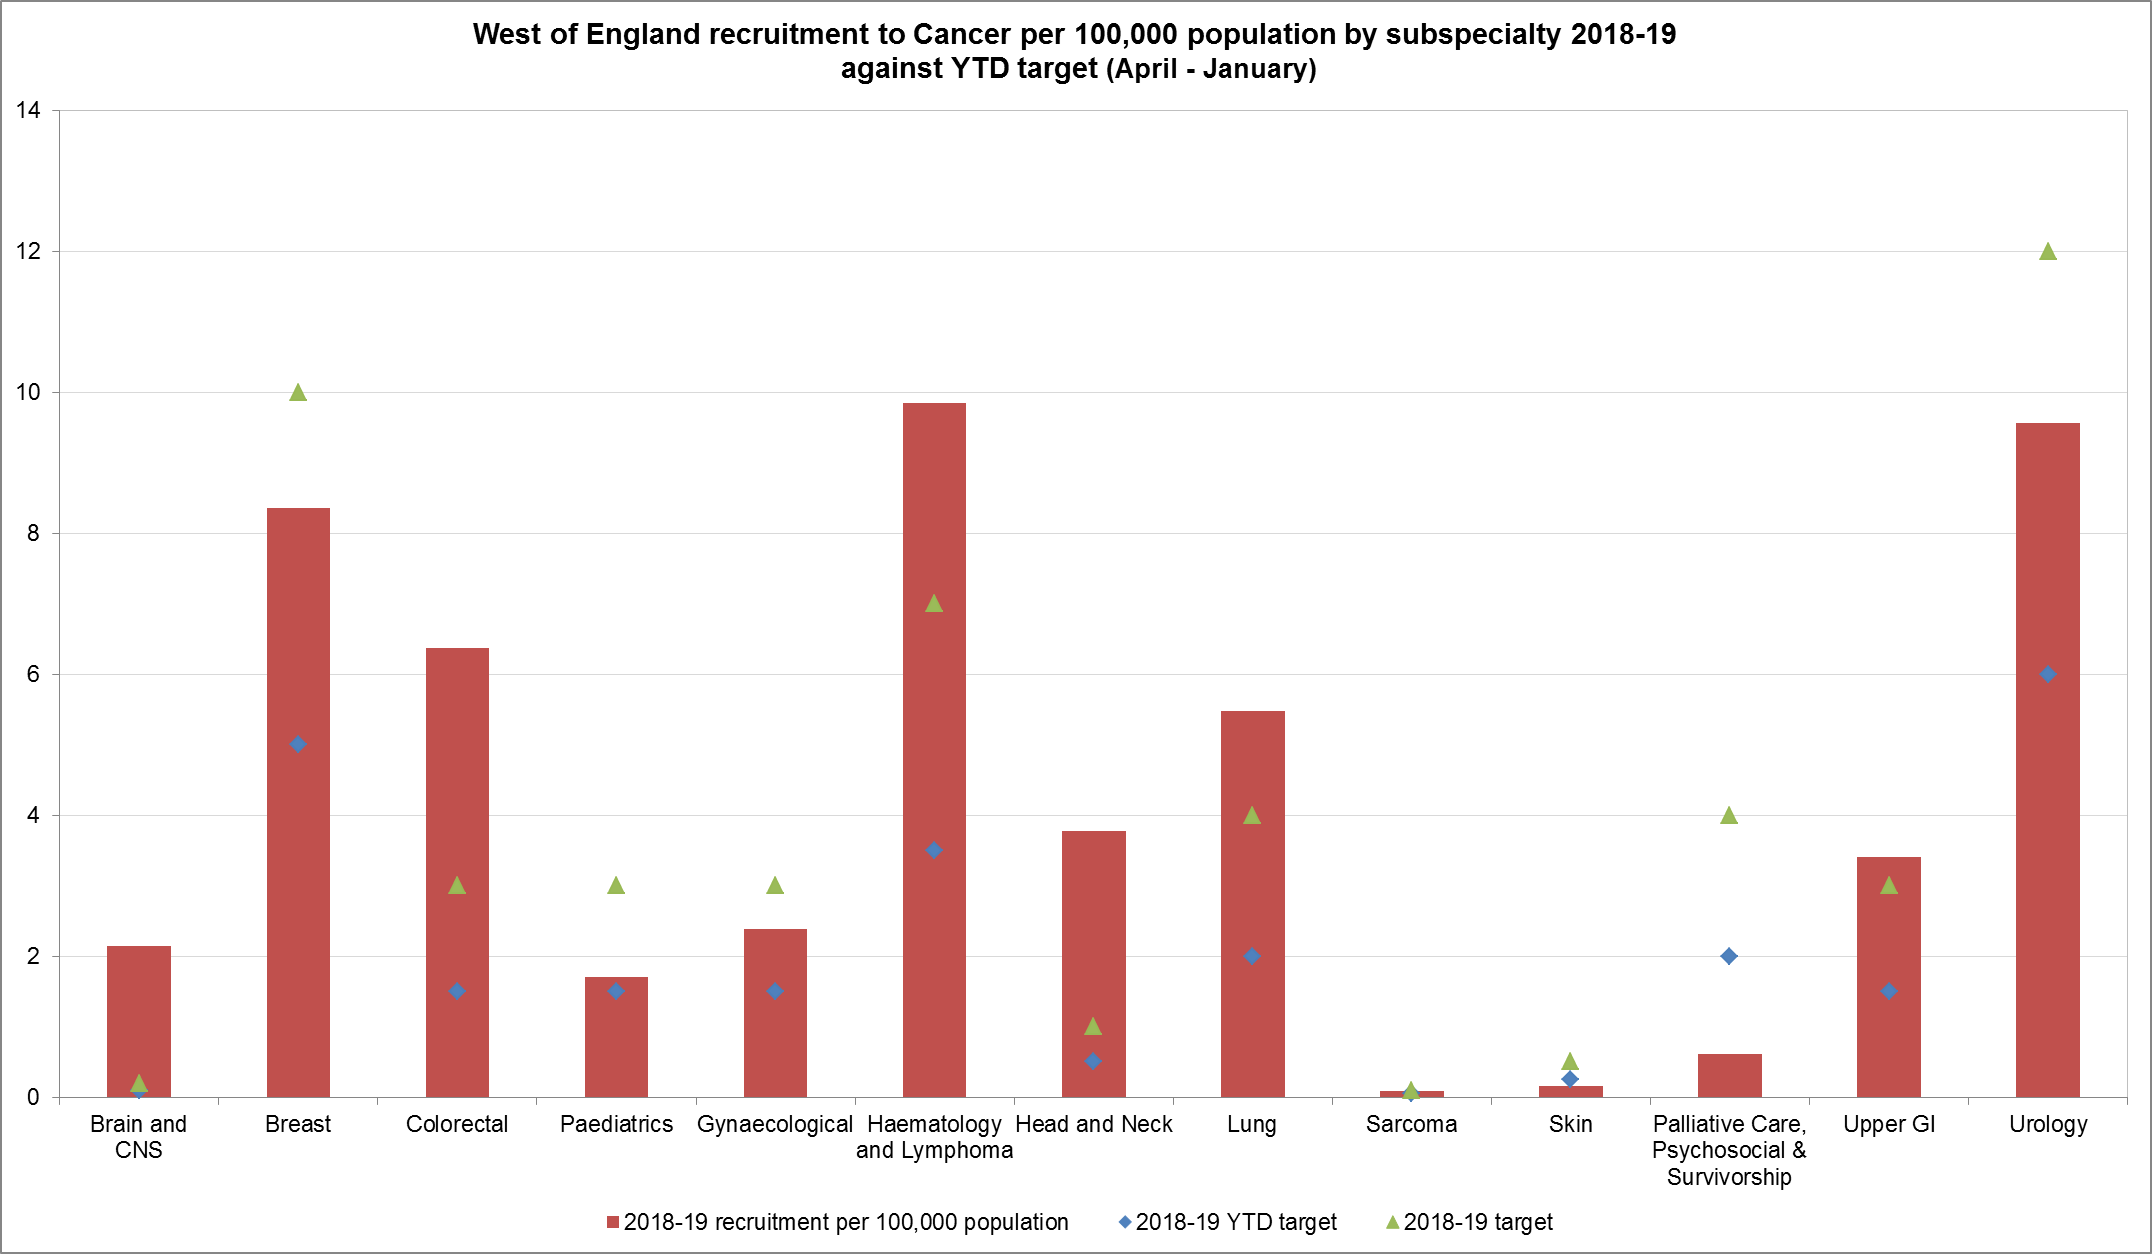 West of England recruitment to Cancer per 100,000 population by subspecialty 2018-19
against YTD target (April - January)
14
12
10
8
6
4
2
0
Brain and
CNS
Breast
Colorectal
Paediatrics
Gynaecological
Haematology
and Lymphoma
Head and Neck
Lung
Sarcoma
Skin
Palliative Care,
Psychosocial &
Survivorship
Upper GI
Urology
2018-19 recruitment per 100,000 population
2018-19 YTD target
2018-19 target